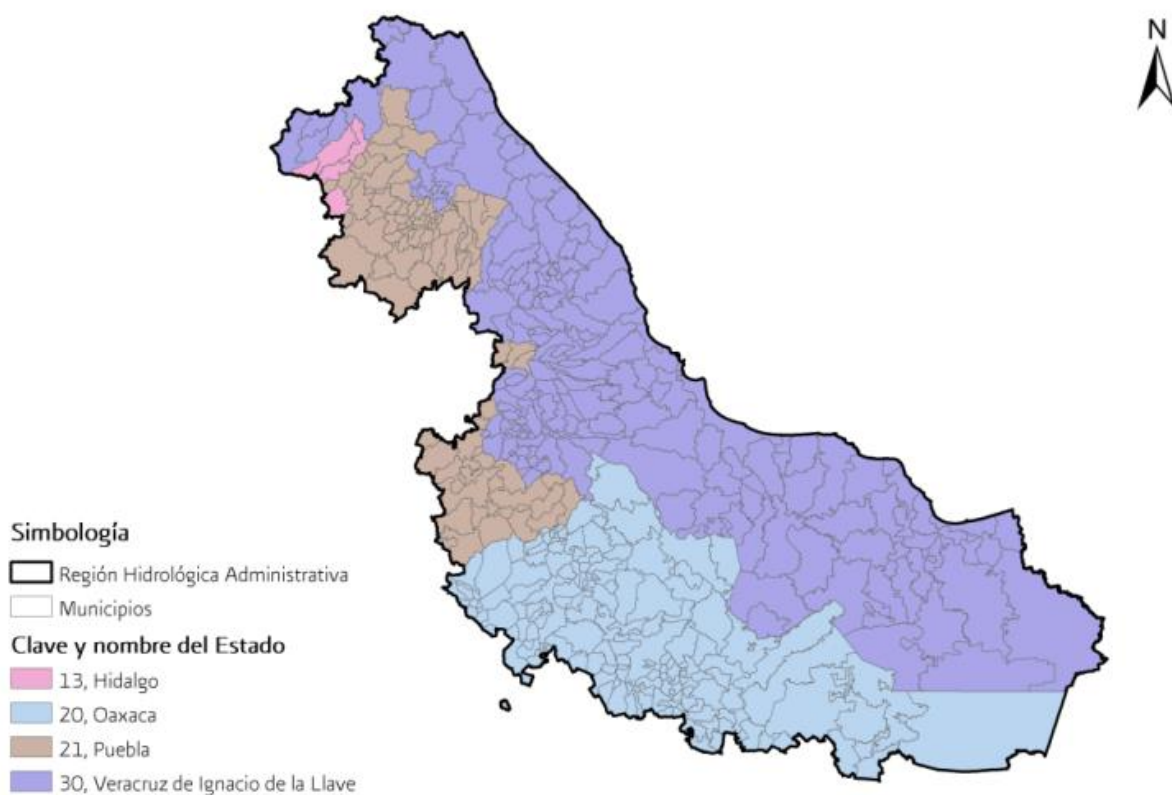 N
Simbología
Región Hidrológica Administrativa
Municipios
Clave y nombre del Estado
13, Hidalgo
20, Oaxaca
21, Puebla
30, Veracruz de Ignacio de la Llave